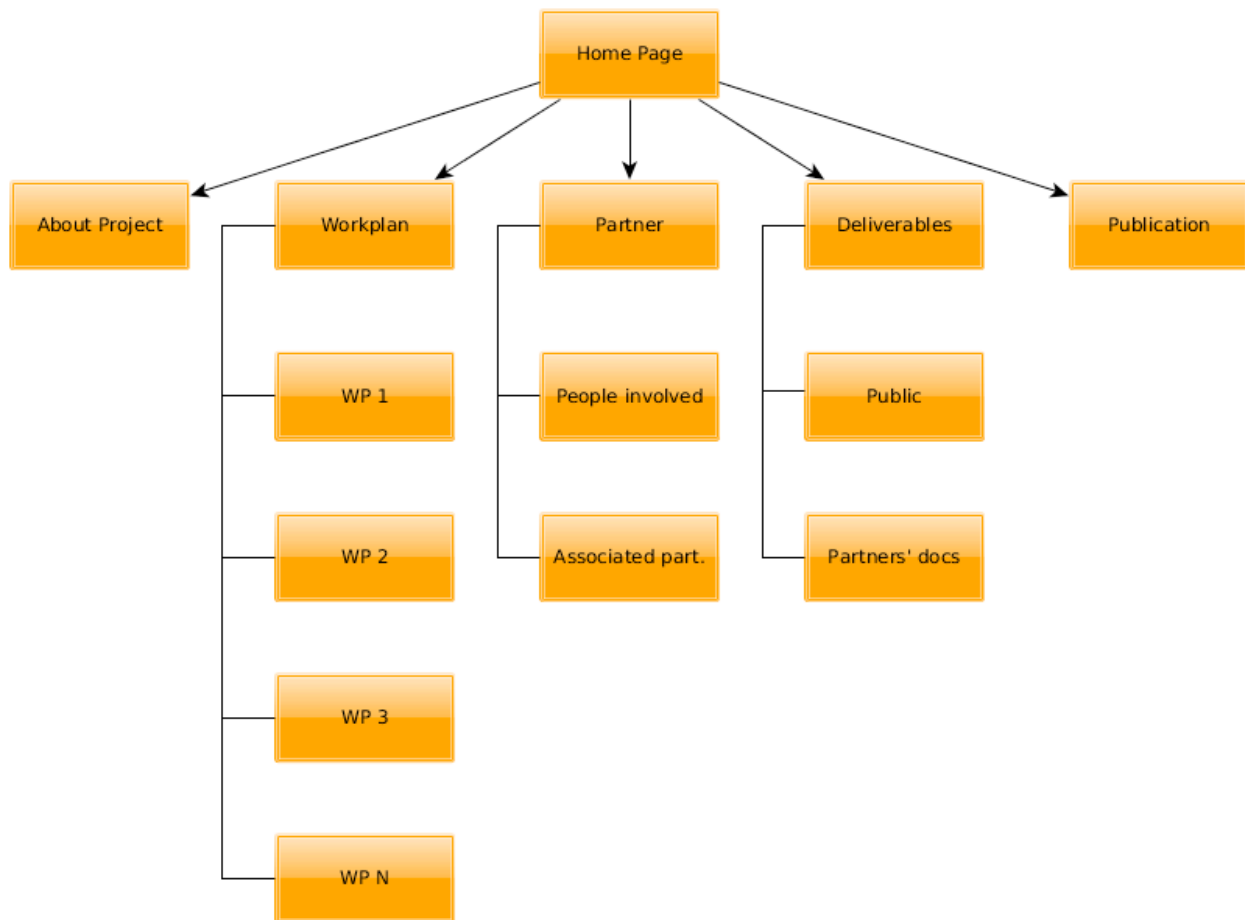 Home Page
About Project
Workplan
Partner
Deliverables
Publication
WP 1
People involved
Public
WP 2
Associated part.
Partners' docs
WP 3
WP N